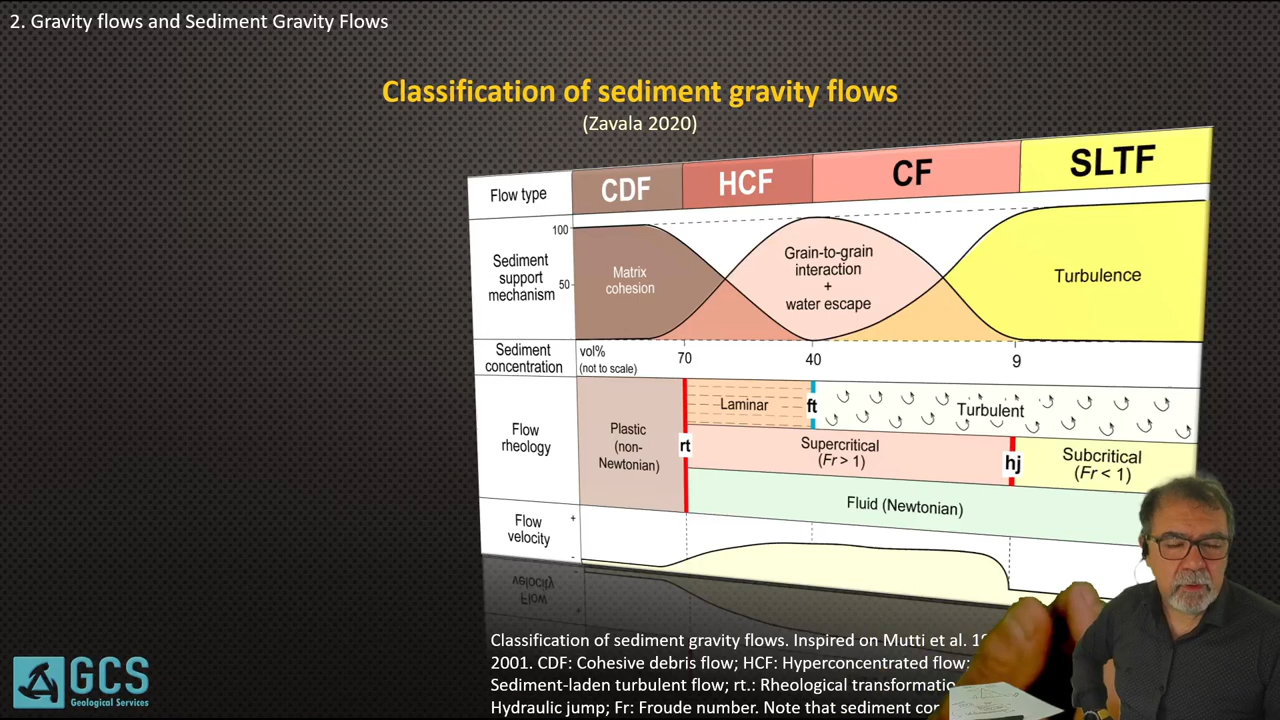 2. Gravity flows and Sediment Gravity Flows
Classification of sediment gravity flows
(Zavala 2020)
Flow type
CDF
HCF
CF
SLTF
Sediment
support
mechanism
100
50
Matrix
cohesion
Grain-to-grain
interaction
+
water escape
Turbulence
Sediment
concentration
vol%
(not to scale)
70
40
9
Flow
rheology
Plastic
(non-
Newtonian)
rt
Laminar
ft
Turbulent
Supercritical
(Fr > 1)
hj
Subcritical
(Fr < 1)
Fluid (Newtonian)
Flow
velocity
+
-
velocity
Flow
Classification of sediment gravity flows. Inspired on Mutti et al.
2001. CDF: Cohesive debris flow; HCF: Hyperconcentrated flow;
Sediment-laden turbulent flow; rt.: Rheological
Hydraulic jump; Fr: Froude number. Note that sediment
GCS
Geological Services